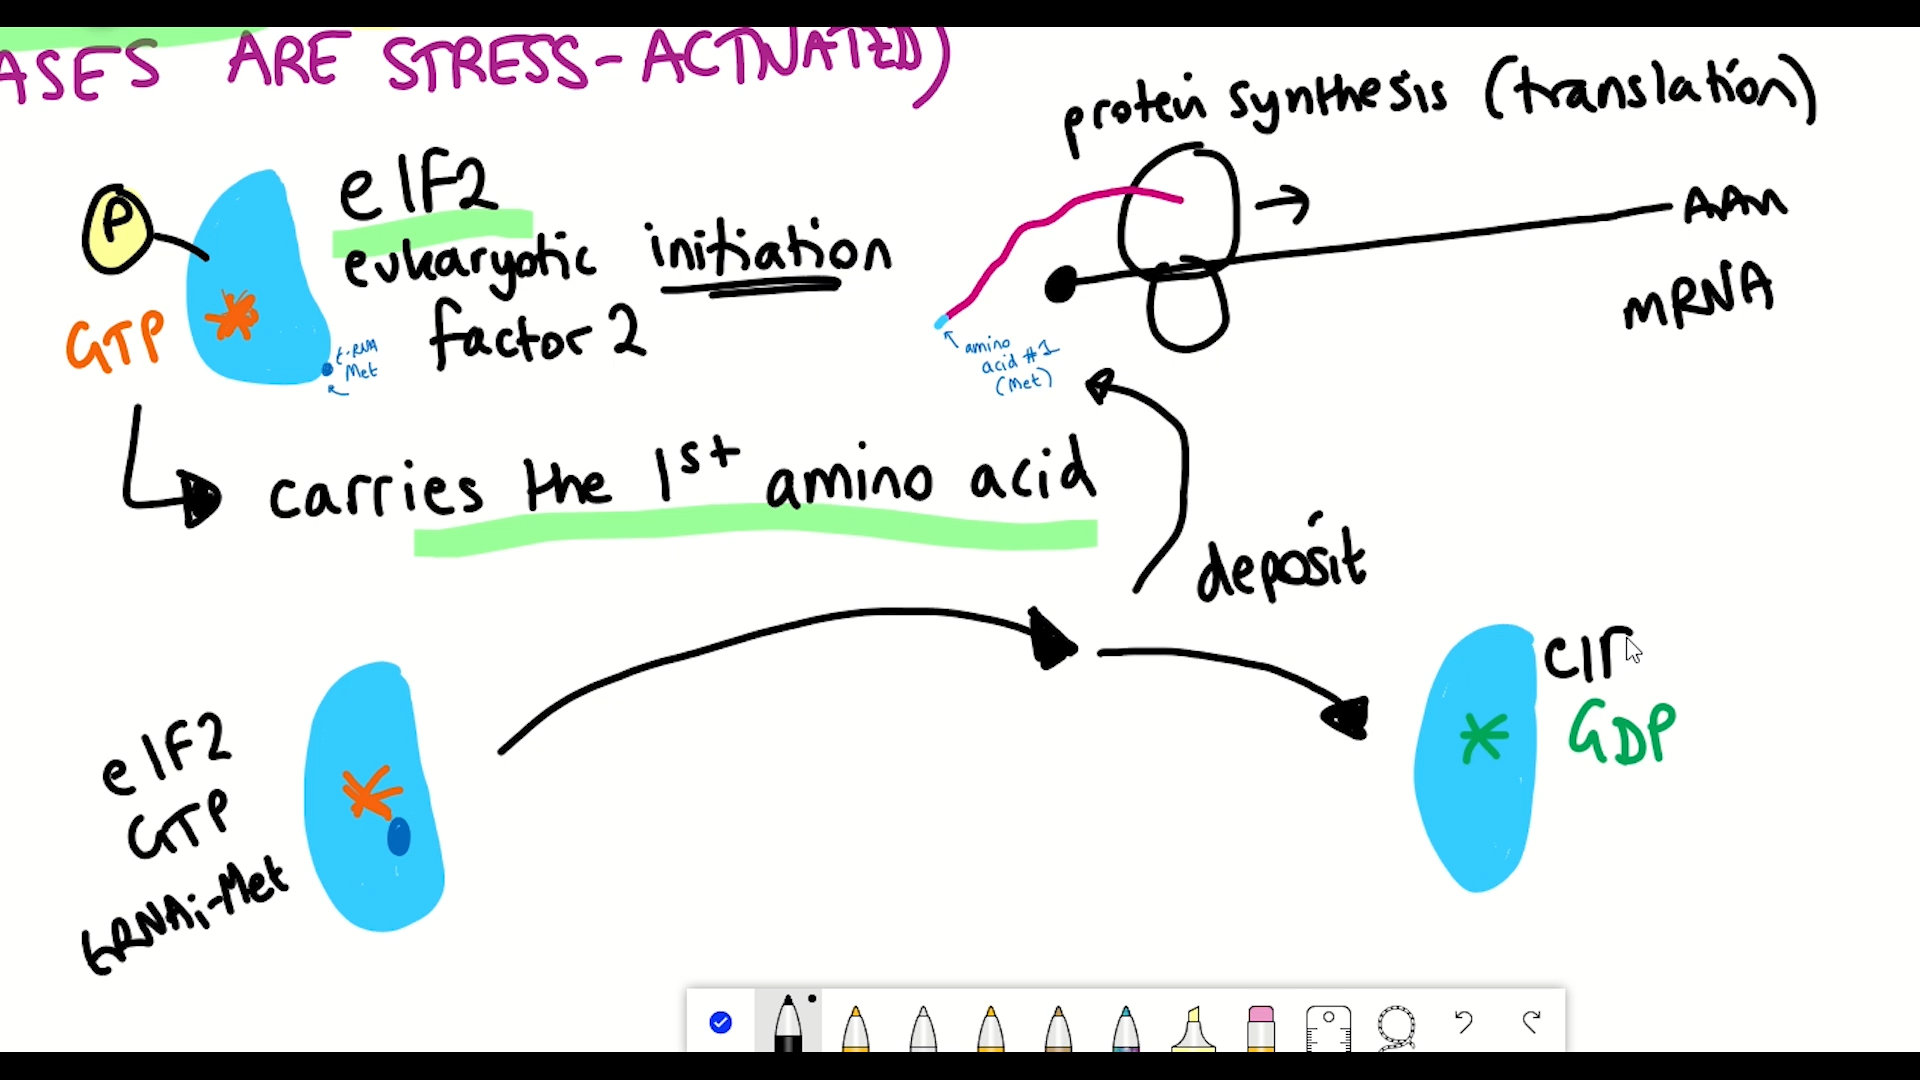 ASES ARE STRESS-ACTIVATED)
protein synthesis (translation)
P
eIF2
eukaryotic initiation
factor 2
GTP
t-RNA
Met
AAA
mRNA
amino
acid #1
(Met)
carries the 1st amino acid
deposit
eIF
GDP
eIF2
GTP
tRNAi-Met